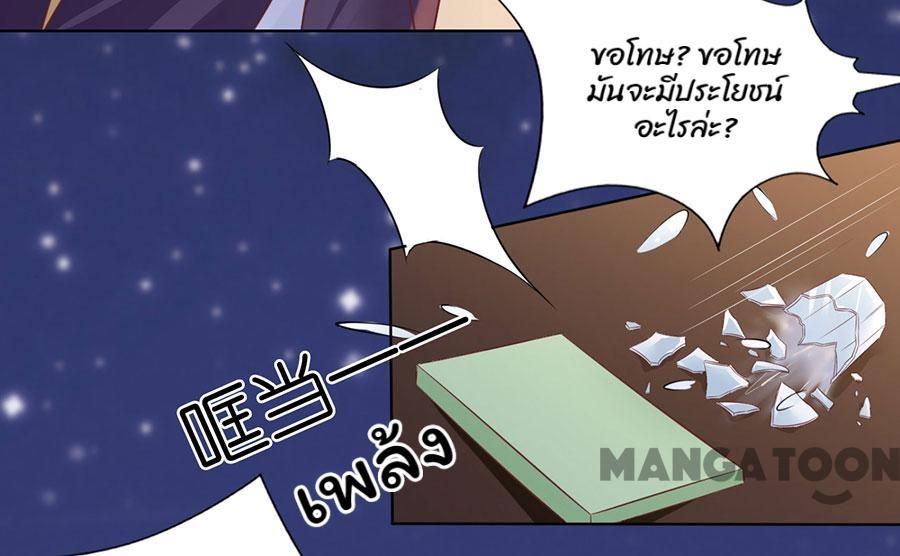 ขอโทษ? ขอโทษ
มันจะมีประโยชน์
อะไรล่ะ?
哐当——
เพล้ง
MANGATOON